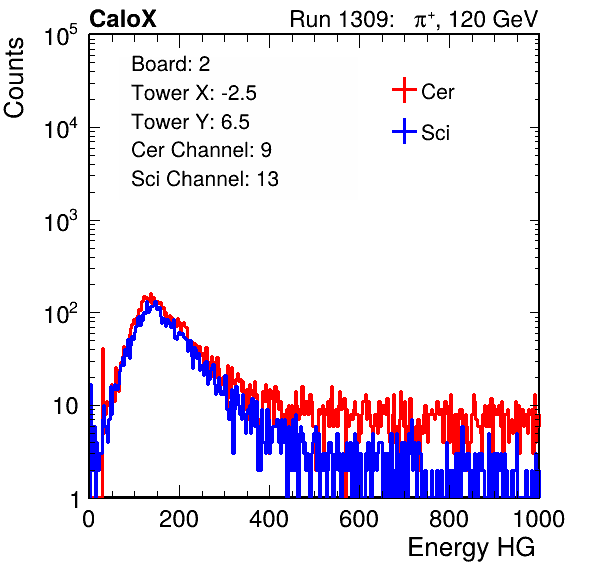 CaloX Run 1309: π⁺, 120 GeV
Counts
Board: 2
Tower X: -2.5
Tower Y: 6.5
Cer Channel: 9
Sci Channel: 13
Cer
Sci
10⁵
10⁴
10³
10²
10
1
0 200 400 600 800 1000
Energy HG